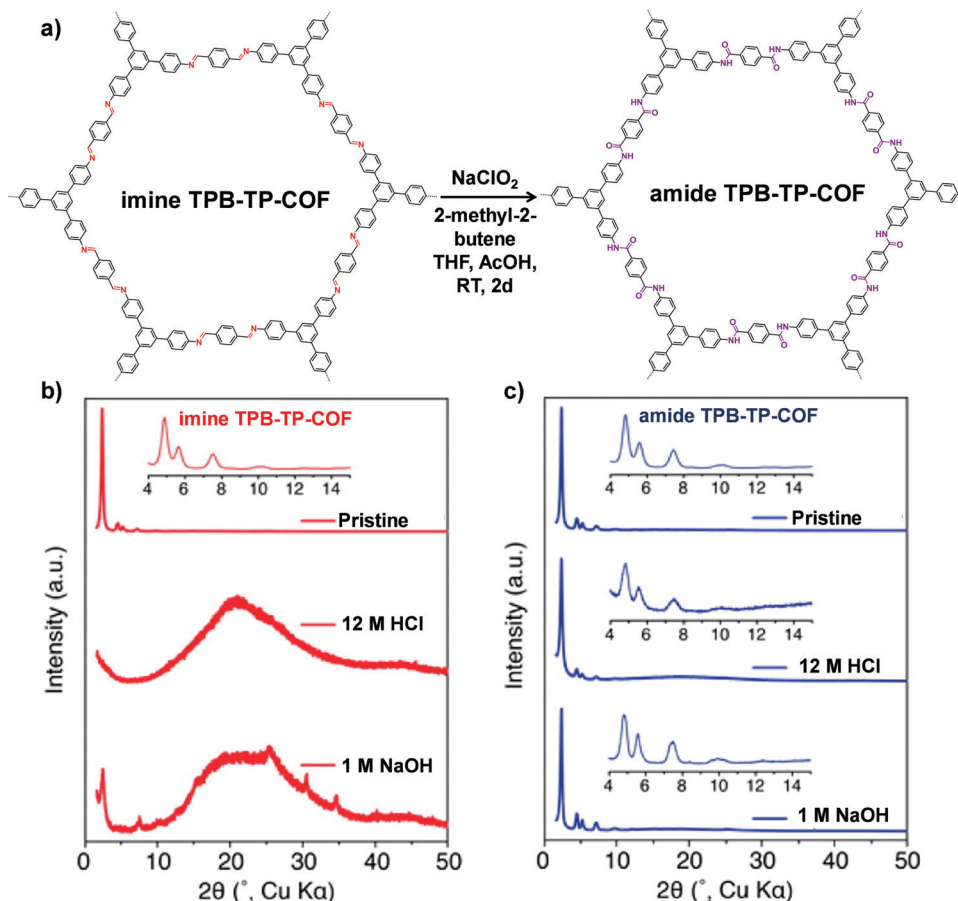 a)
imine TPB-TP-COF
NaClO₂
2-methyl-2-
butene
THF, AcOH,
RT, 2d
amide TPB-TP-COF
b)
imine TPB-TP-COF
4 6 8 10 12 14
Pristine
12 M HCl
1 M NaOH
Intensity (a.u.)
0 10 20 30 40 50
2θ (°, Cu Kα)
c)
amide TPB-TP-COF
4 6 8 10 12 14
Pristine
4 6 8 10 12 14
12 M HCl
4 6 8 10 12 14
1 M NaOH
Intensity (a.u.)
0 10 20 30 40 50
2θ (°, Cu Kα)